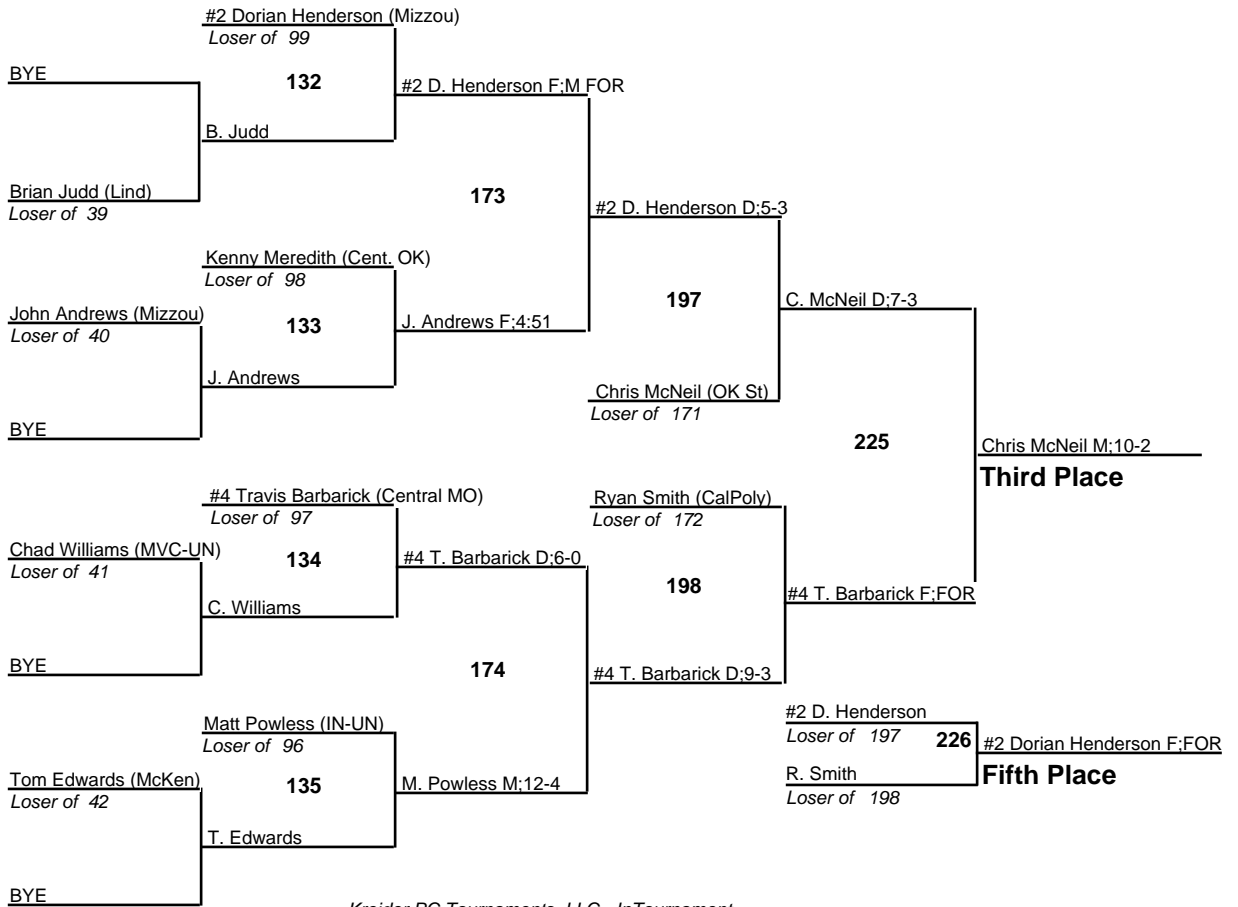 #2 Dorian Henderson (Mizzou)
Loser of 99
BYE
132
#2 D. Henderson F;M FOR
B. Judd
Brian Judd (Lind)
Loser of 39
173
#2 D. Henderson D;5-3
Kenny Meredith (Cent. OK)
Loser of 98
197
C. McNeil D;7-3
John Andrews (Mizzou)
Loser of 40
133
J. Andrews F;4:51
J. Andrews
Chris McNeil (OK St)
Loser of 171
BYE
225
Chris McNeil M;10-2
Third Place
#4 Travis Barbarick (Central MO)
Loser of 97
Ryan Smith (CalPoly)
Loser of 172
Chad Williams (MVC-UN)
Loser of 41
134
#4 T. Barbarick D;6-0
198
C. Williams
#4 T. Barbarick F;FOR
BYE
174
#4 T. Barbarick D;9-3
Matt Powless (IN-UN)
Loser of 96
#2 D. Henderson
Loser of 197
226
#2 Dorian Henderson F;FOR
Fifth Place
Tom Edwards (McKen)
Loser of 42
135
M. Powless M;12-4
R. Smith
Loser of 198
T. Edwards
BYE